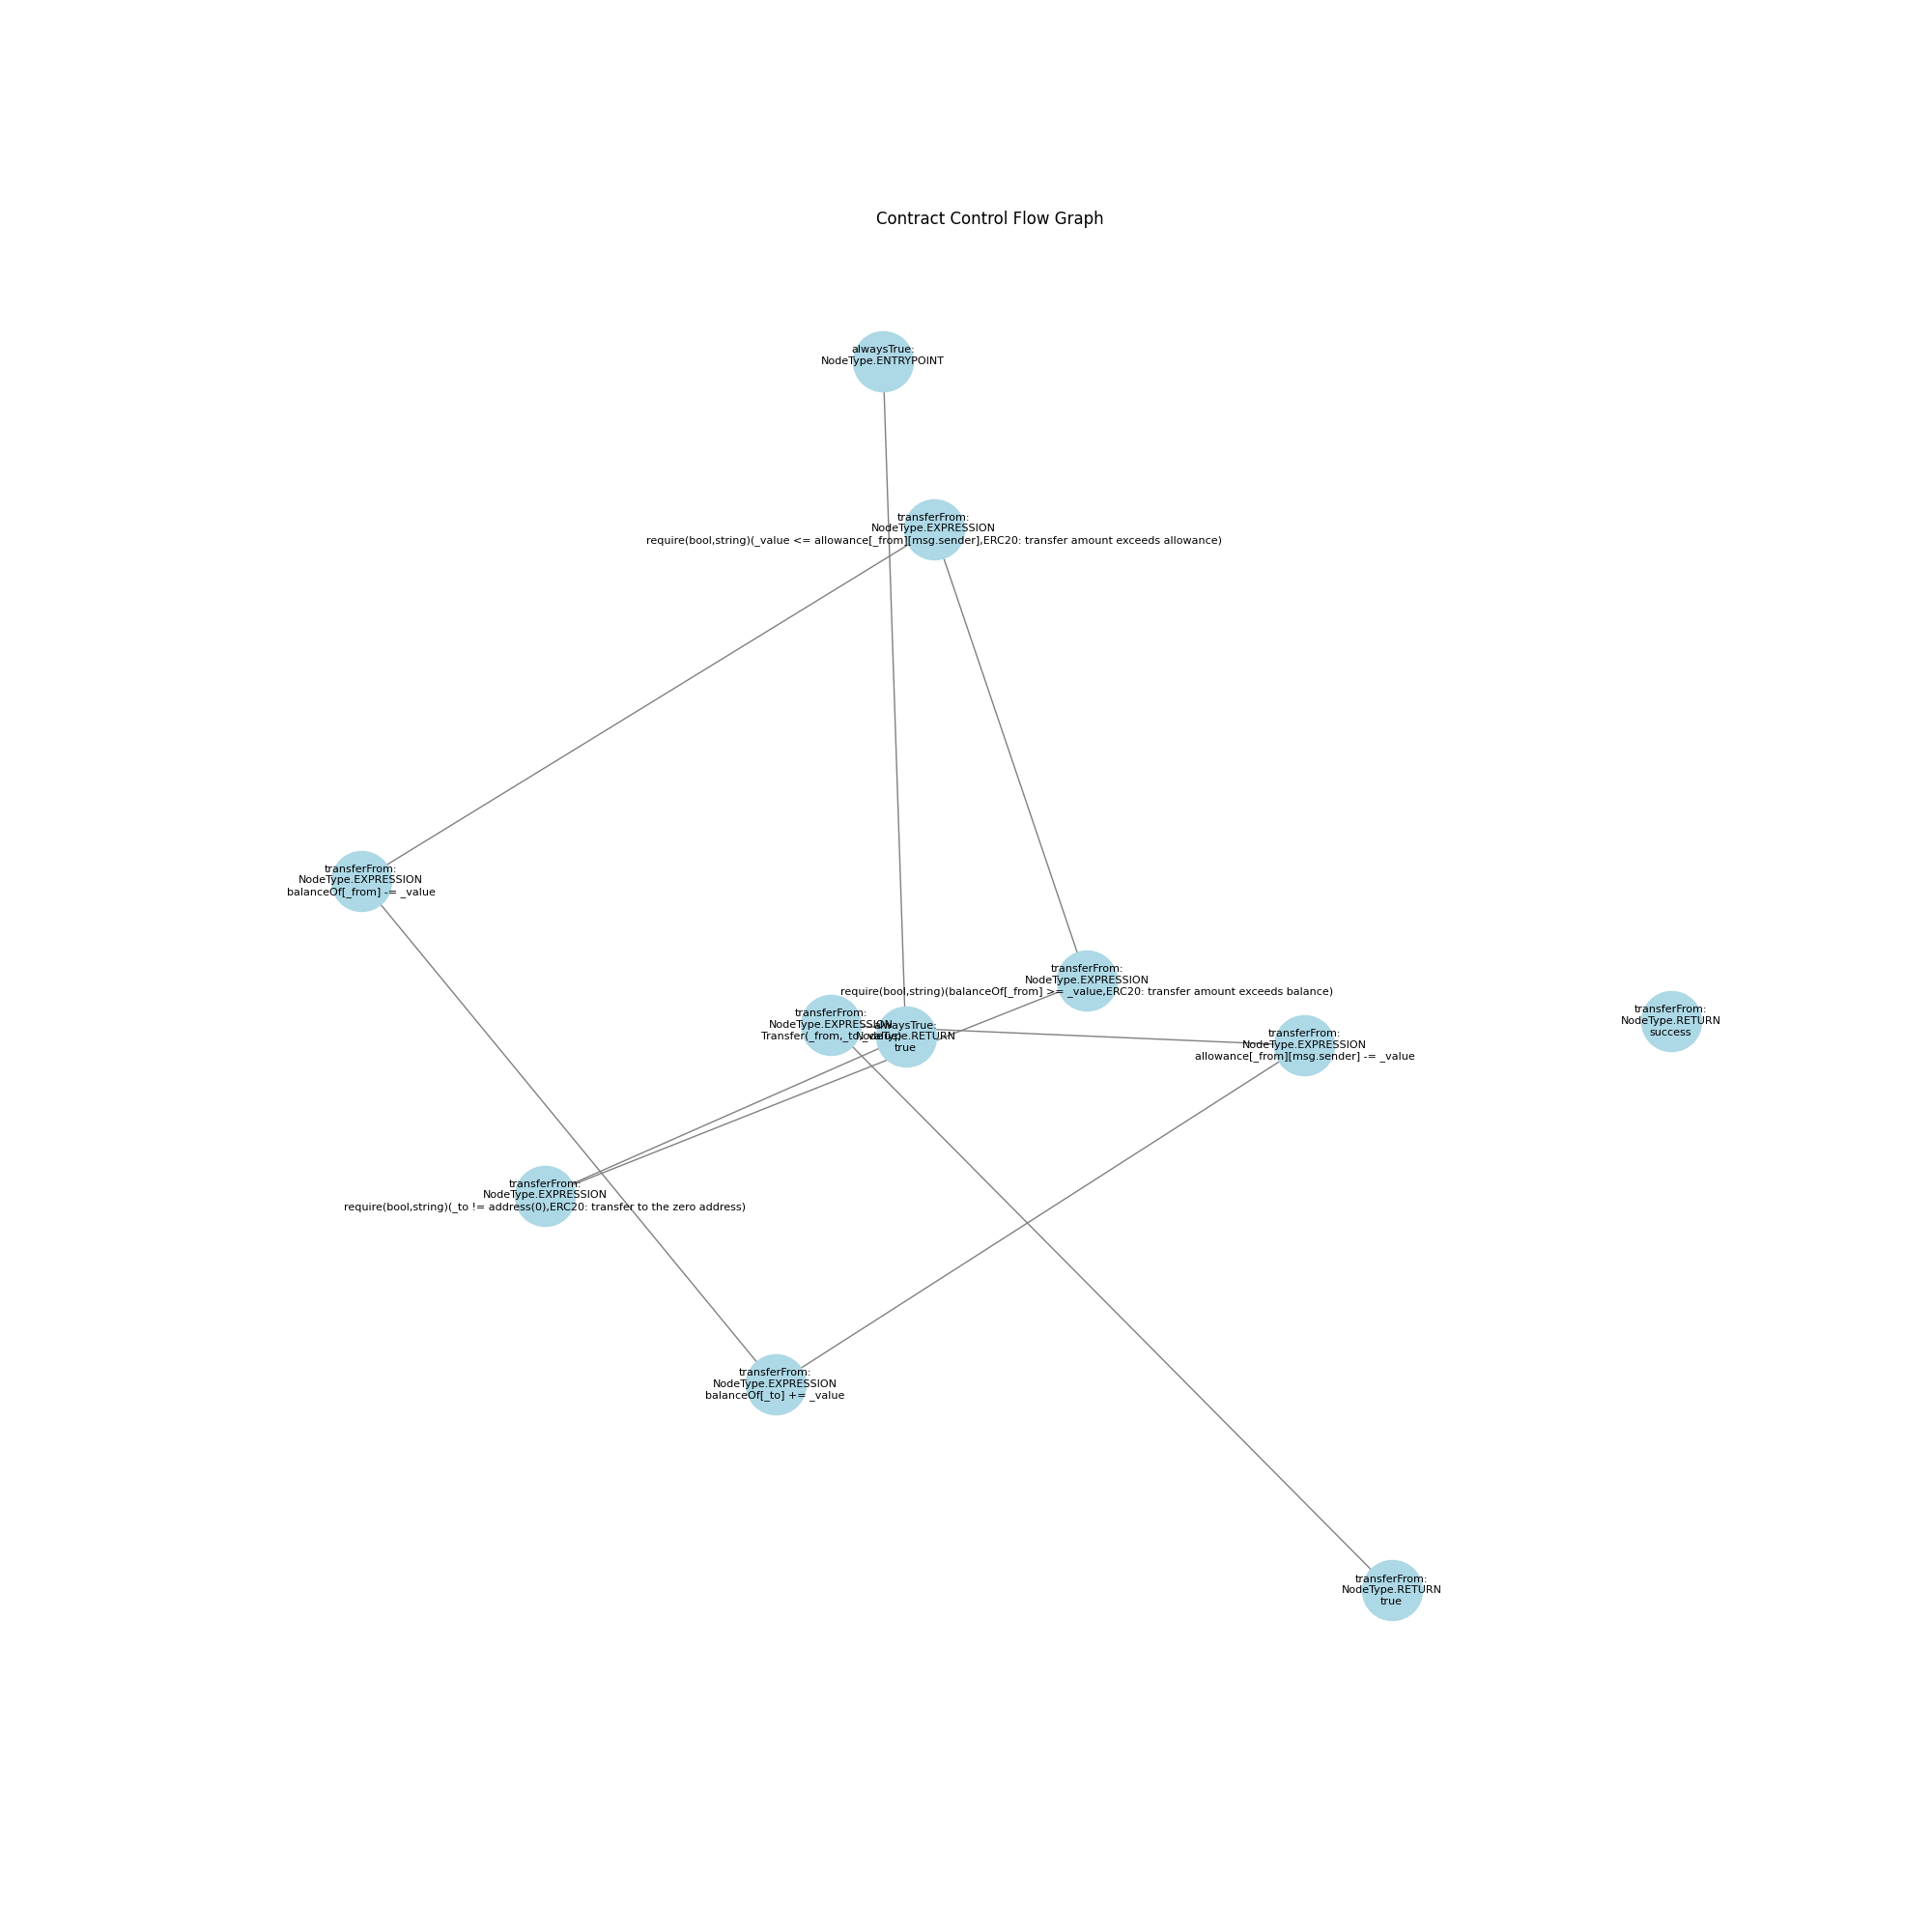 Contract Control Flow Graph
alwaysTrue:
NodeType.ENTRYPOINT
transferFrom:
NodeType.EXPRESSION
require(bool,string)(_value <= allowance[_from][msg.sender],ERC20: transfer amount exceeds allowance)
transferFrom:
NodeType.EXPRESSION
balanceOf[_from] -= _value
transferFrom:
NodeType.EXPRESSION
require(bool,string)(balanceOf[_from] >= _value,ERC20: transfer amount exceeds balance)
transferFrom:
NodeType.EXPRESSION
Transfer(_from,_to,_value)
alwaysTrue:
NodeType.RETURN
true
transferFrom:
NodeType.EXPRESSION
allowance[_from][msg.sender] -= _value
transferFrom:
NodeType.RETURN
success
transferFrom:
NodeType.EXPRESSION
require(bool,string)(_to != address(0),ERC20: transfer to the zero address)
transferFrom:
NodeType.EXPRESSION
balanceOf[_to] += _value
transferFrom:
NodeType.RETURN
true